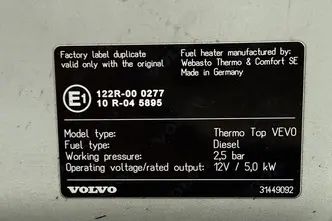 Factory label duplicate
valid only with the original
Fuel heater manufactured by:
Webasto Thermo & Comfort SE
Made in Germany
E1
122R-00 0277
10 R-04 5895
Model type: Thermo Top VEVO
Fuel type: Diesel
Working pressure: 2,5 bar
Operating voltage/rated output: 12V / 5,0 kW
VOLVO
31449092